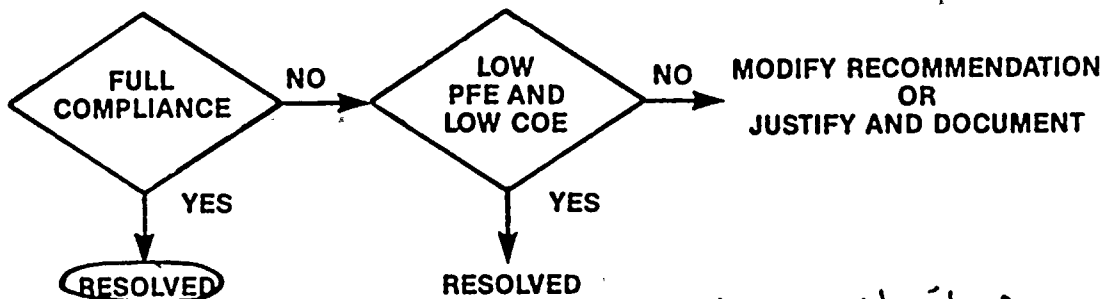 FULL
COMPLIANCE
NO
LOW
PFE AND
LOW COE
NO
MODIFY RECOMMENDATION
OR
JUSTIFY AND DOCUMENT
YES
YES
RESOLVED
RESOLVED